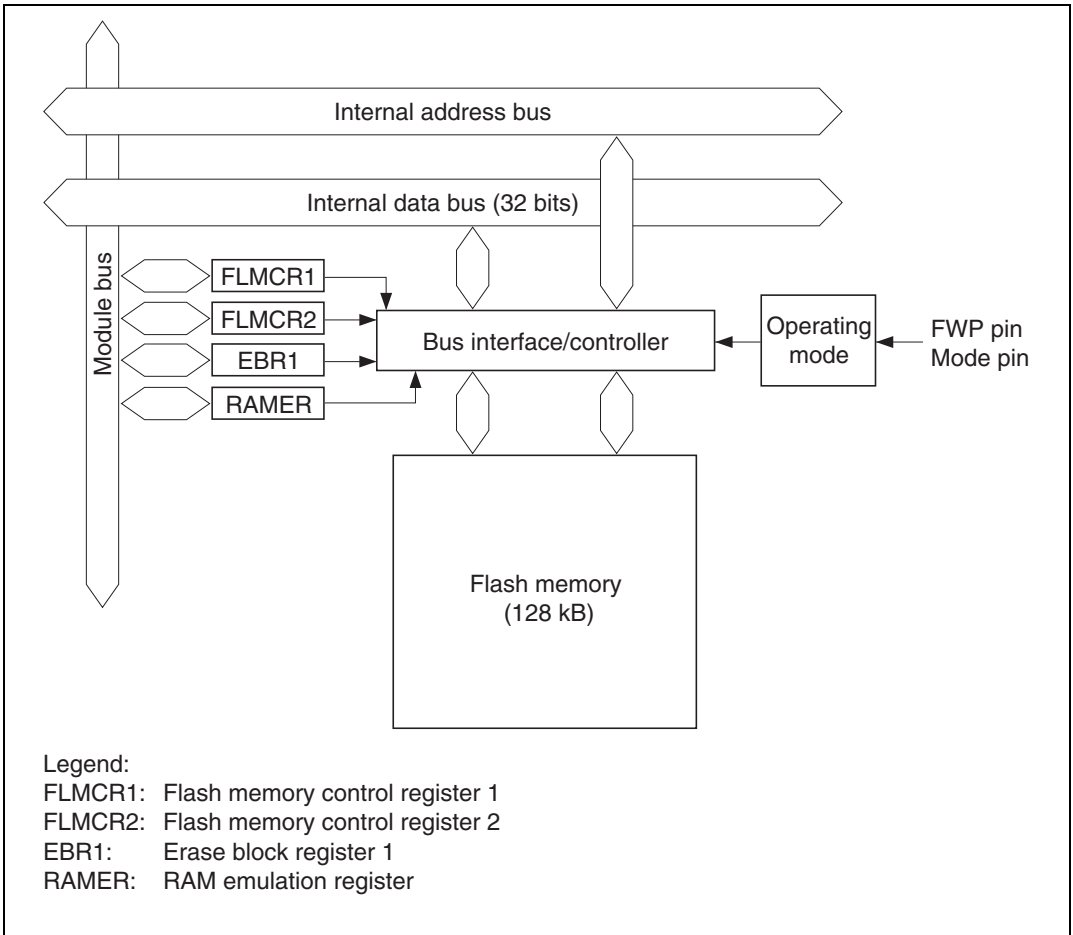 Internal address bus
Internal data bus (32 bits)
Module bus
FLMCR1
FLMCR2
EBR1
RAMER
Bus interface/controller
Operating
mode
FWP pin
Mode pin
Flash memory
(128 kB)
Legend:
FLMCR1: Flash memory control register 1
FLMCR2: Flash memory control register 2
EBR1: Erase block register 1
RAMER: RAM emulation register